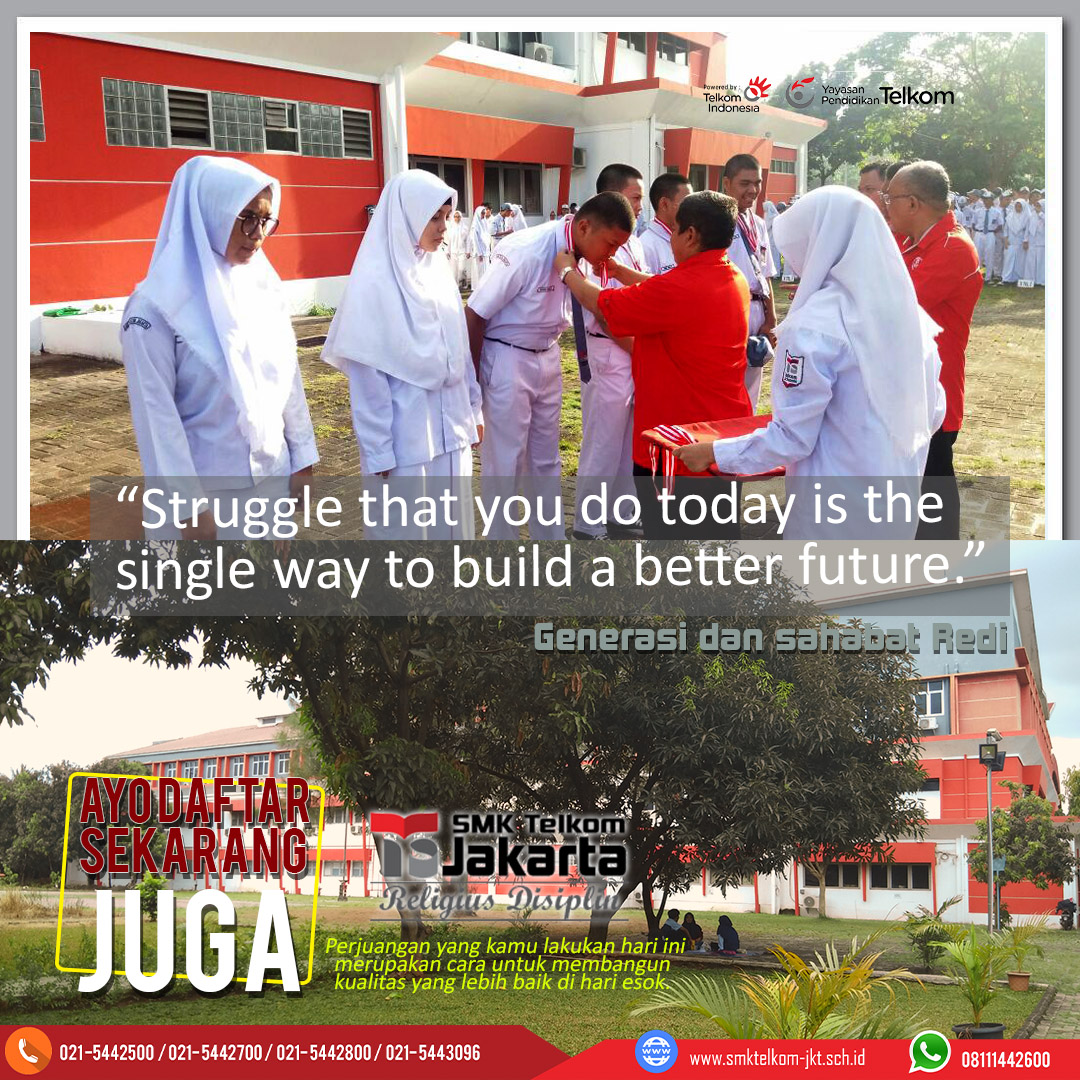 Powered by :
Telkom
Indonesia
Yayasan
Pendidikan Telkom
“Struggle that you do today is the
single way to build a better future.”
Generasi dan sahabat Redi
AYO DAFTAR
SEKARANG
JUGA
SMK Telkom
Jakarta
Religius Disiplin
Perjuangan yang kamu lakukan hari ini
merupakan cara untuk membangun
kualitas yang lebih baik di hari esok.
021-5442500 / 021-5442700 / 021-5442800 / 021-5443096
www.smktelkom-jkt.sch.id
08111442600